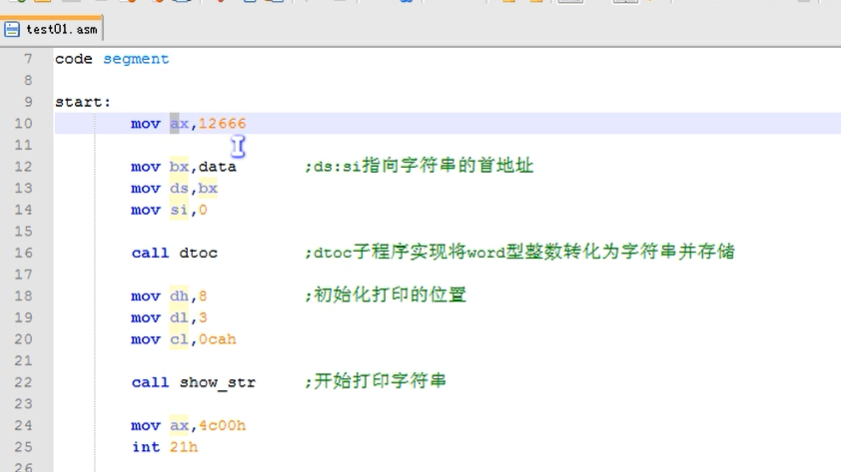 test01.asm
7 code segment
8
9 start:
10 mov ax,12666
11
12 mov bx,data ;ds:si指向字符串的首地址
13 mov ds,bx
14 mov si,0
15
16 call dtoc ;dtoc子程序实现将word型整数转化为字符串并存储
17
18 mov dh,8 ;初始化打印的位置
19 mov dl,3
20 mov cl,0cah
21
22 call show_str ;开始打印字符串
23
24 mov ax,4c00h
25 int 21h
26